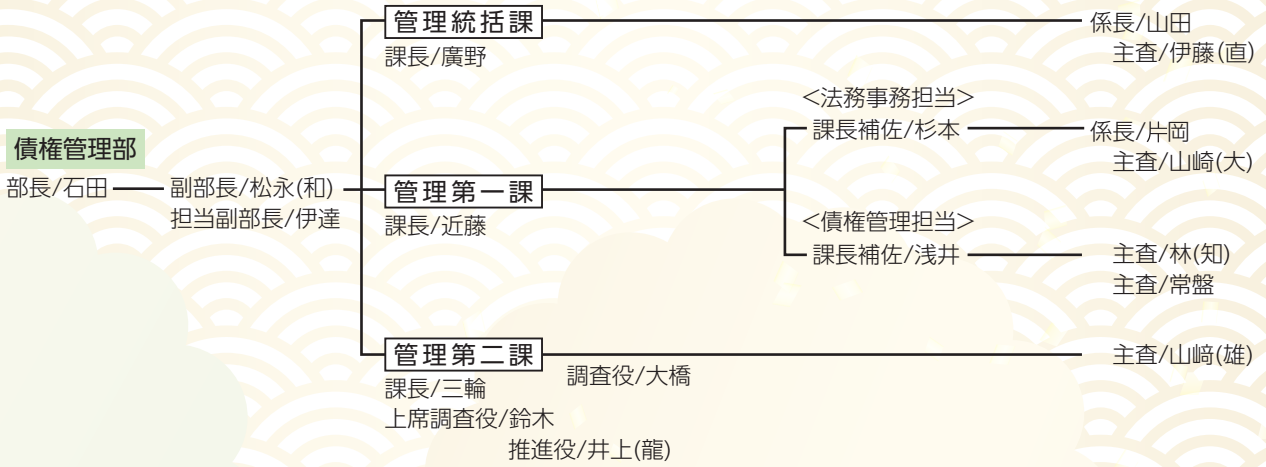 債権管理部
部長/石田
副部長/松永(和)
担当副部長/伊達
管理統括課
課長/廣野
係長/山田
主査/伊藤(直)
管理第一課
課長/近藤
<法務事務担当>
課長補佐/杉本
係長/片岡
主査/山崎(大)
<債権管理担当>
課長補佐/浅井
主査/林(知)
主査/常盤
管理第二課
課長/三輪
調査役/大橋
上席調査役/鈴木
推進役/井上(龍)
主査/山﨑(雄)